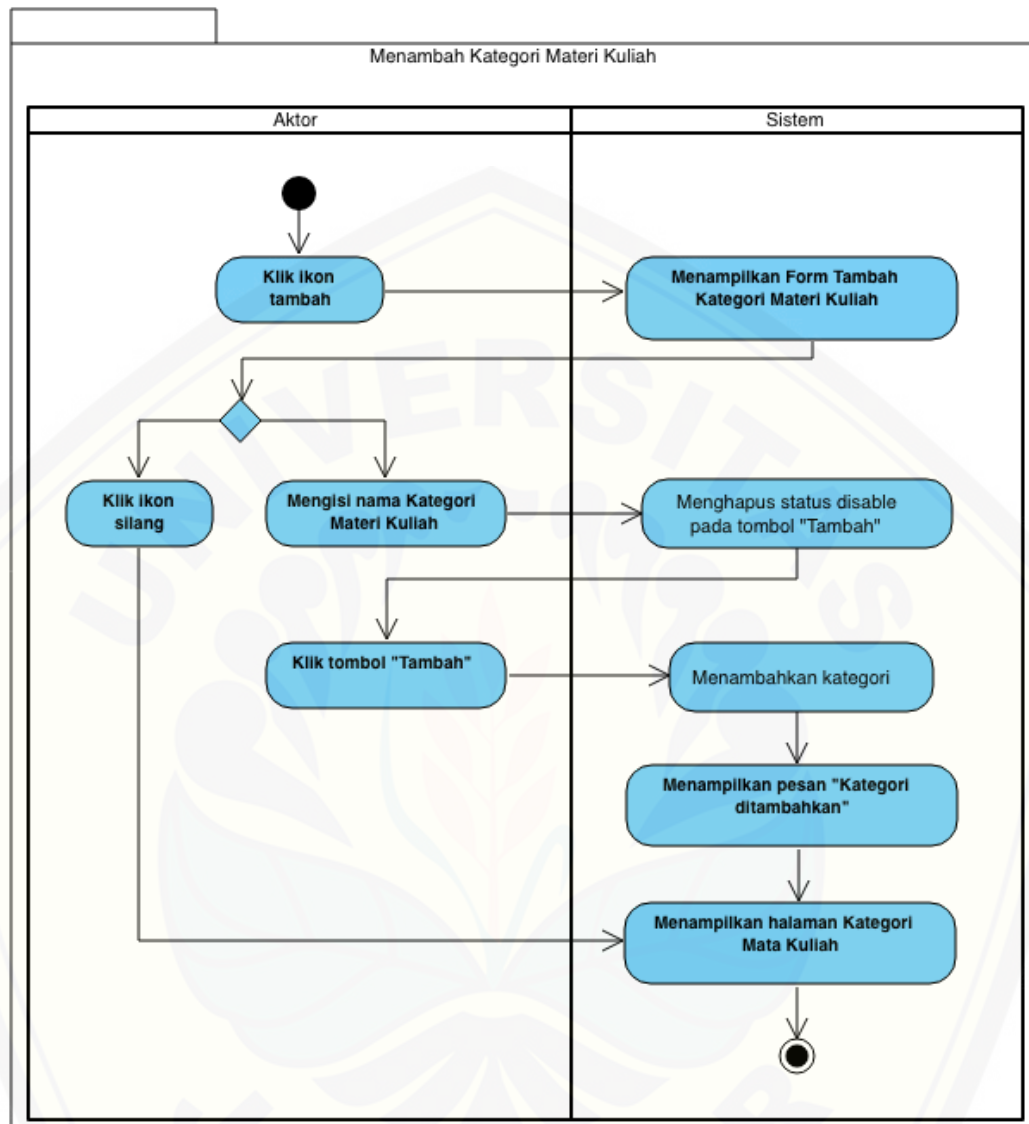 Menambah Kategori Materi Kuliah
Aktor
Sistem
Klik ikon
tambah
Menampilkan Form Tambah
Kategori Materi Kuliah
Klik ikon
silang
Mengisi nama Kategori
Materi Kuliah
Menghapus status disable
pada tombol "Tambah"
Klik tombol "Tambah"
Menambahkan kategori
Menampilkan pesan "Kategori
ditambahkan"
Menampilkan halaman Kategori
Mata Kuliah
UNIVERSITAS